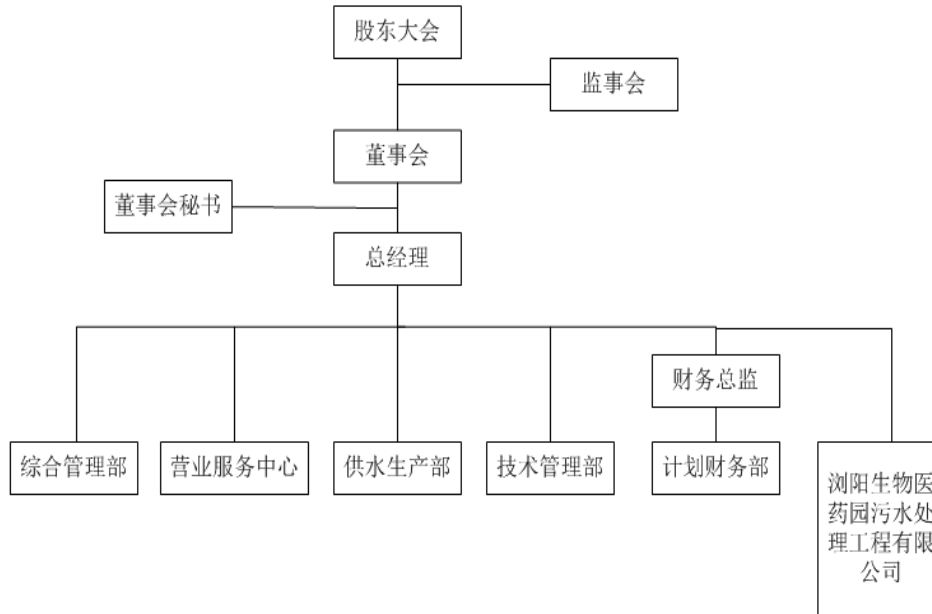 股东大会
监事会
董事会
董事会秘书
总经理
财务总监
综合管理部
营业服务中心
供水生产部
技术管理部
计划财务部
浏阳生物医
药园污水处
理工程有限
公司